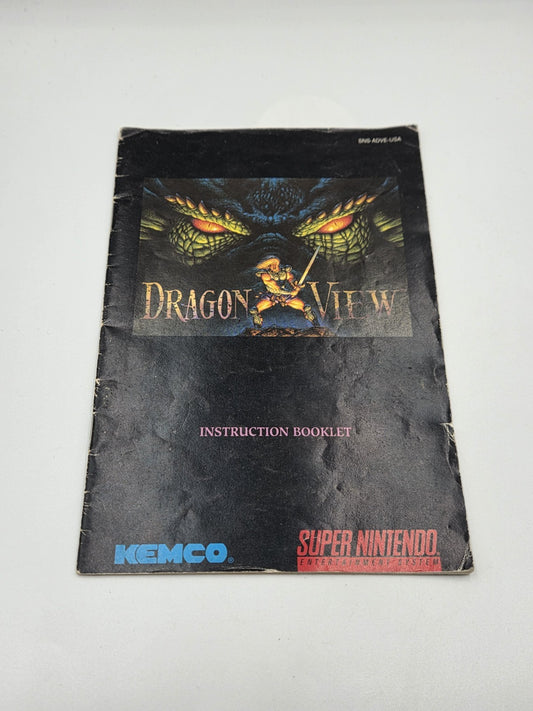 SNS-ADVE-USA
DRAGON VIEW
INSTRUCTION BOOKLET
KEMCO®
SUPER NINTENDO
ENTERTAINMENT SYSTEM